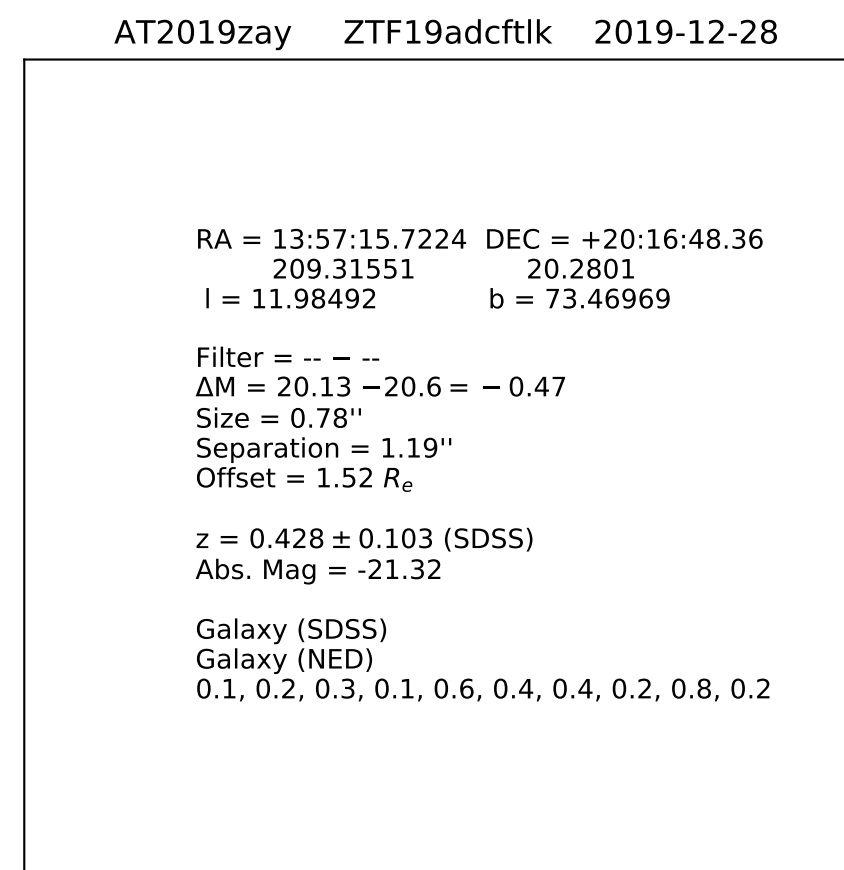 AT2019zay ZTF19adcftlk 2019-12-28
RA = 13:57:15.7224 DEC = +20:16:48.36
209.31551 20.2801
l = 11.98492 b = 73.46969
Filter = -- − --
ΔM = 20.13 −20.6 = − 0.47
Size = 0.78''
Separation = 1.19''
Offset = 1.52 Re
z = 0.428 ± 0.103 (SDSS)
Abs. Mag = -21.32
Galaxy (SDSS)
Galaxy (NED)
0.1, 0.2, 0.3, 0.1, 0.6, 0.4, 0.4, 0.2, 0.8, 0.2